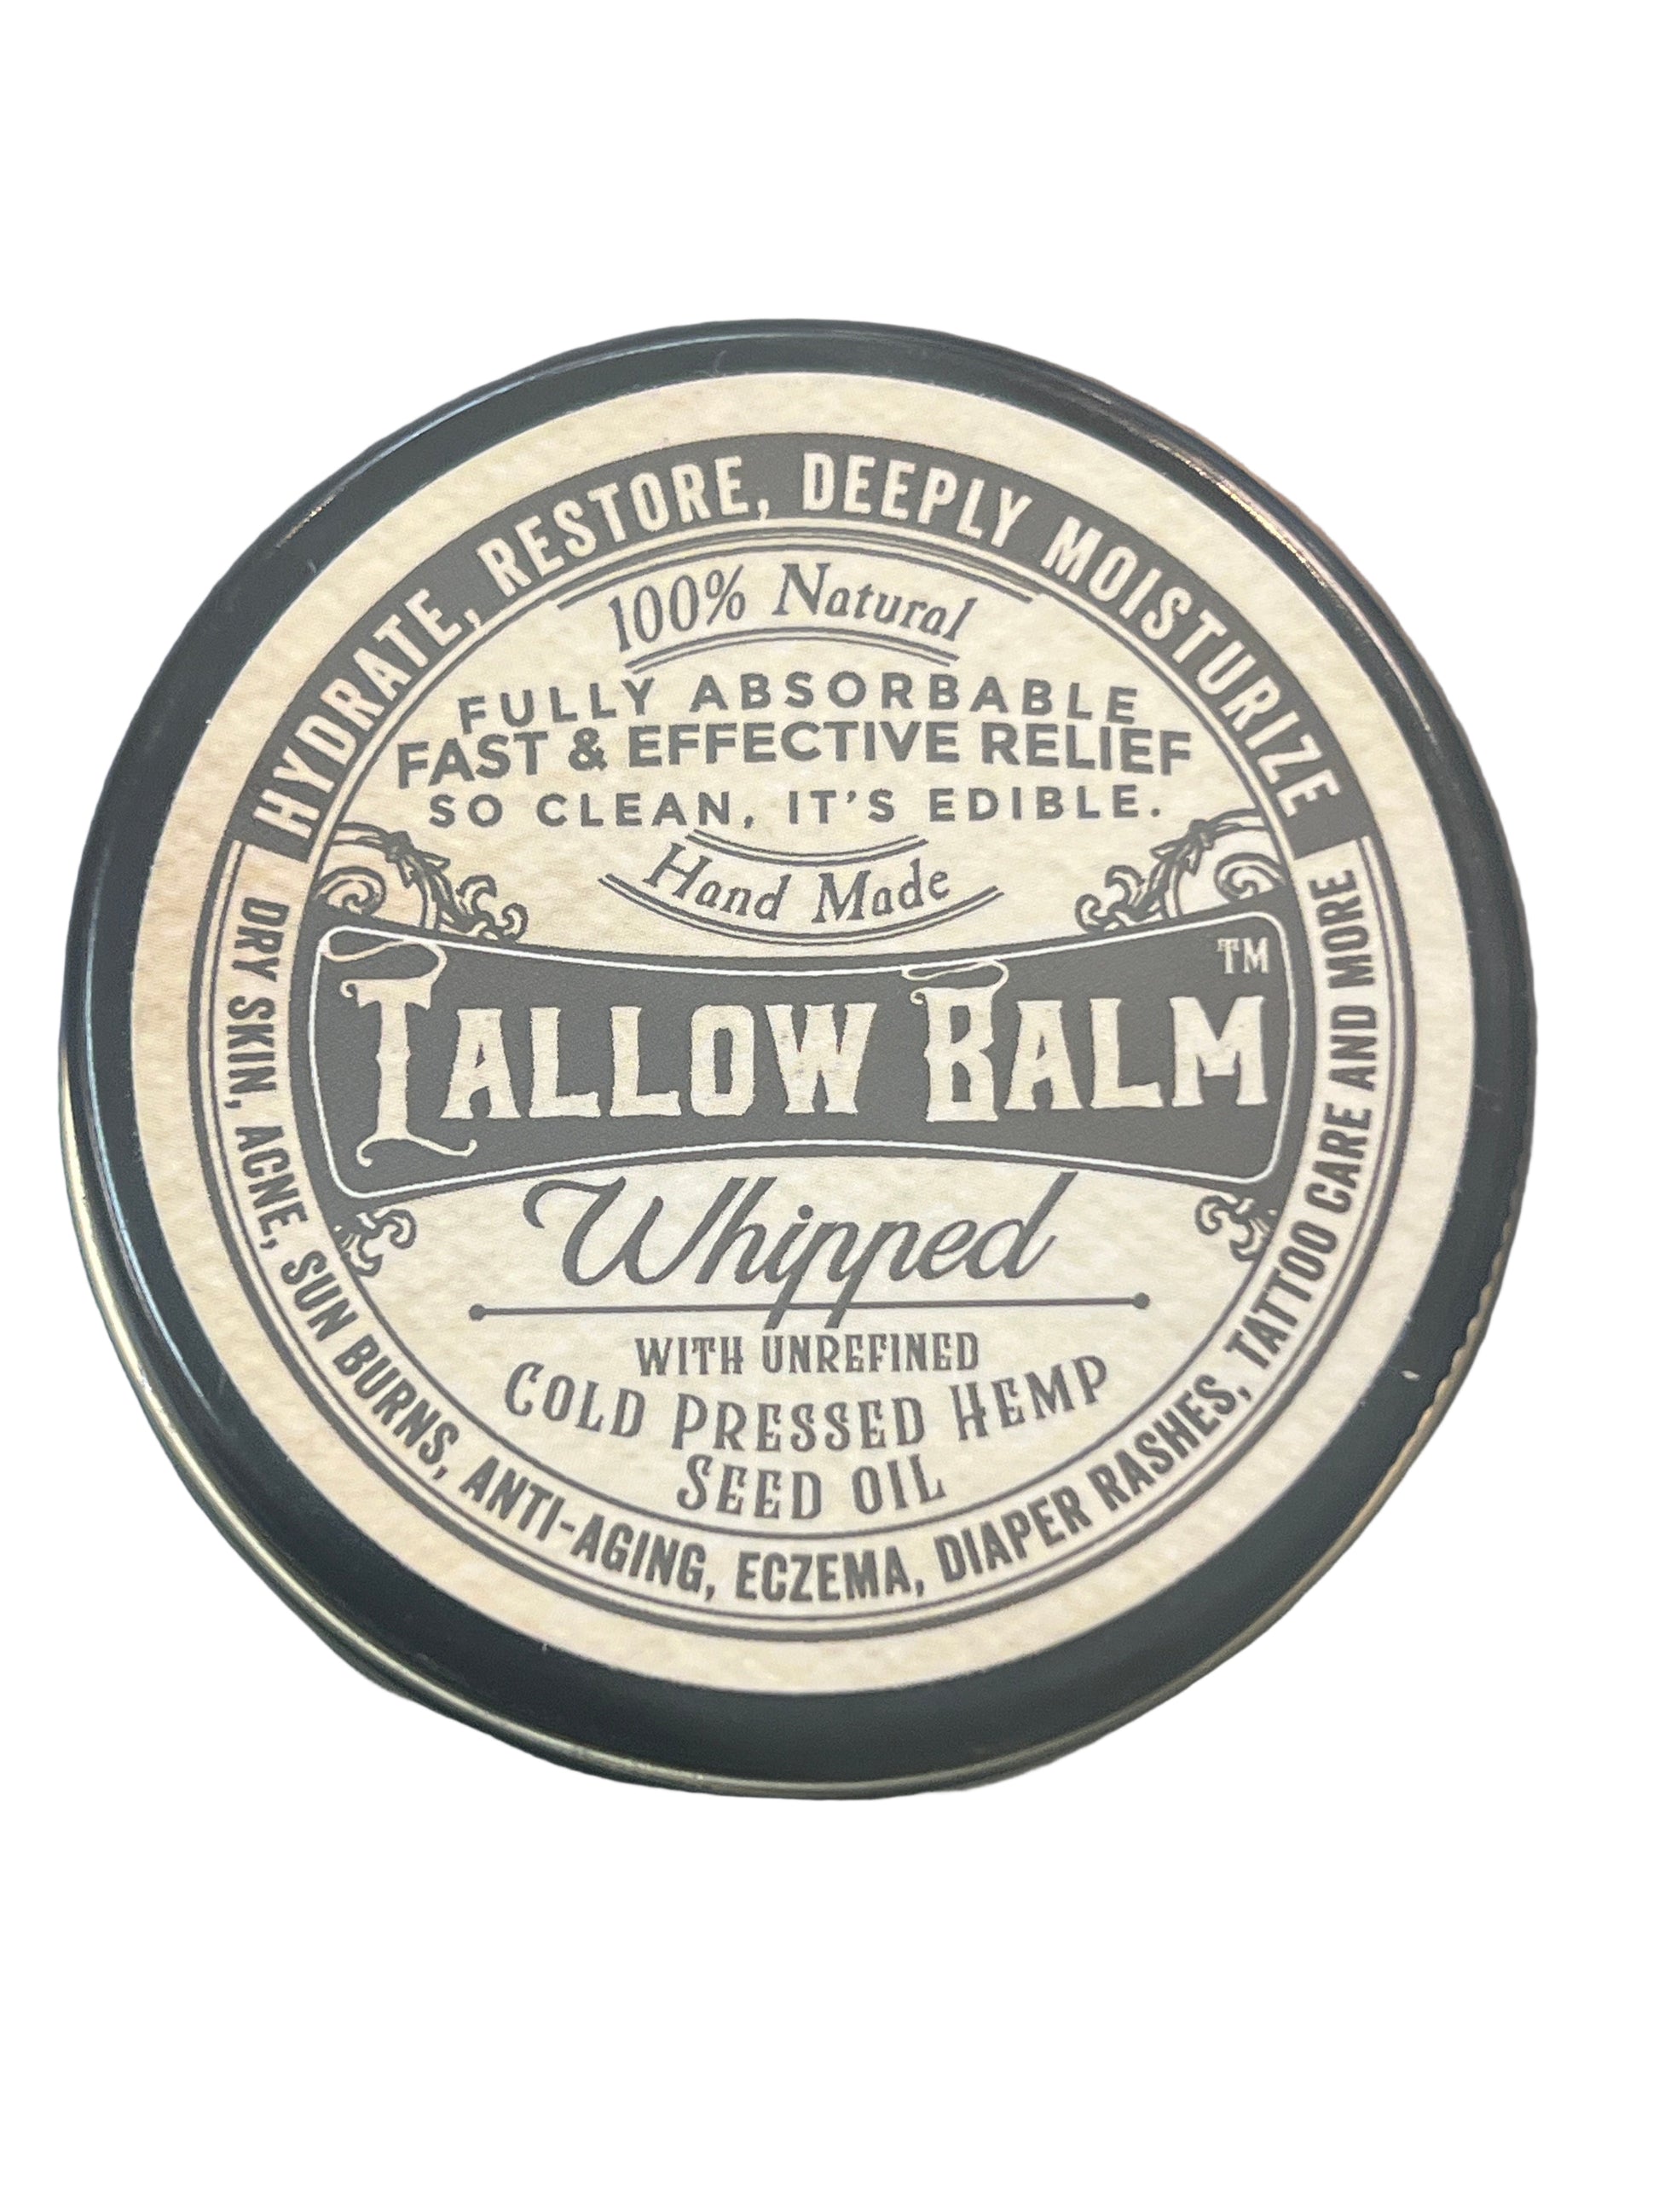 HYDRATE, RESTORE, DEEPLY MOISTURIZE
100% Natural
FULLY ABSORBABLE
FAST & EFFECTIVE RELIEF
SO CLEAN, IT'S EDIBLE.
Hand Made
TALLOW BALM™
Whipped
WITH UNREFINED
COLD PRESSED HEMP
SEED OIL
DRY SKIN, ACNE, SUN BURNS, ANTI-AGING, ECZEMA, DIAPER RASHES, TATTOO CARE AND MORE